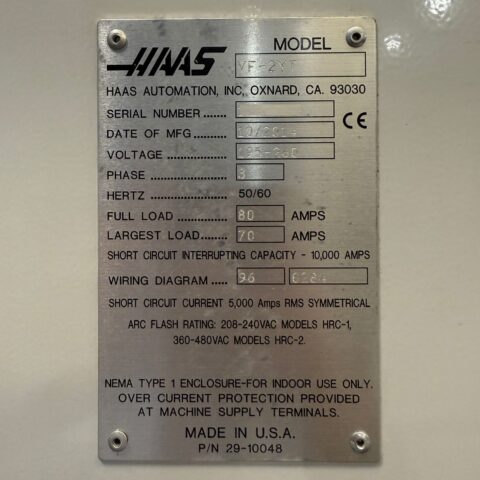 MODEL
HAAS
HAAS AUTOMATION, INC. OXNARD, CA. 93030
SERIAL NUMBER ........
DATE OF MFG ............. 10/2014
CE
VOLTAGE ................. 195-260
PHASE ..................... 3
HERTZ ..................... 50/60
FULL LOAD .............. 80 AMPS
LARGEST LOAD....... 70 AMPS
SHORT CIRCUIT INTERRUPTING CAPACITY - 10,000 AMPS
WIRING DIAGRAM ..... 96
SHORT CIRCUIT CURRENT 5,000 Amps RMS SYMMETRICAL
ARC FLASH RATING: 208-240VAC MODELS HRC-1,
360-480VAC MODELS HRC-2.
NEMA TYPE 1 ENCLOSURE-FOR INDOOR USE ONLY.
OVER CURRENT PROTECTION PROVIDED
AT MACHINE SUPPLY TERMINALS.
MADE IN U.S.A.
P/N 29-10048